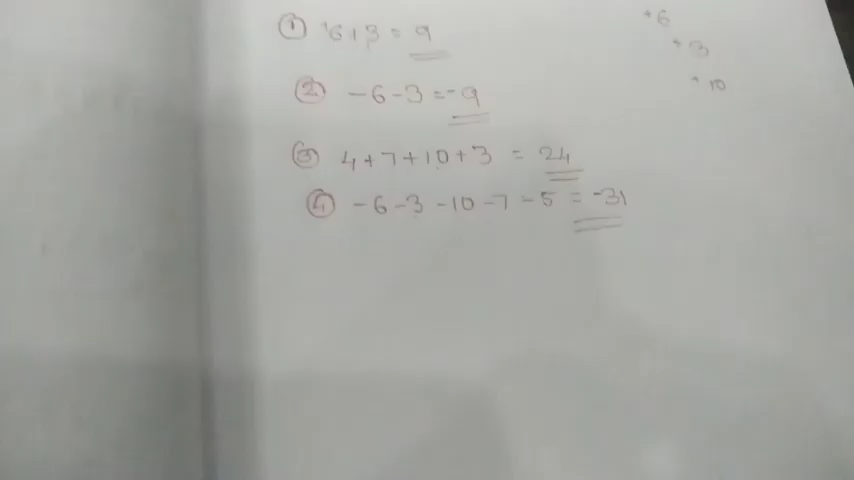 ① +6+3 = 9
② -6-3 = -9
③ 4+7+10+3 = 24
④ -6-3-10-7-5 = -31
+6
+3
+10